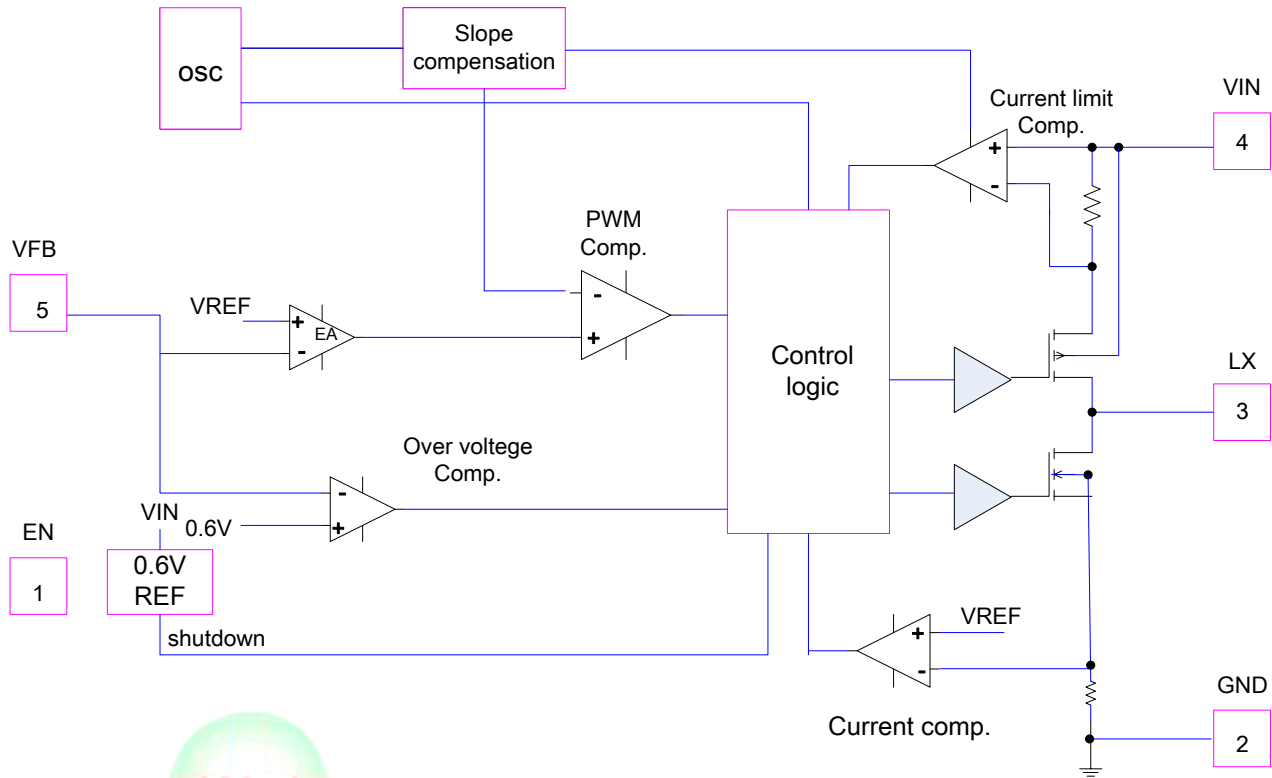 osc
Slope
compensation
Current limit
Comp.
VIN
4
+
-
PWM
Comp.
-
+
VFB
5
VREF
+
EA
-
Control
logic
LX
3
Over voltege
Comp.
-
+
VIN
0.6V
EN
1
0.6V
REF
shutdown
VREF
+
-
Current comp.
GND
2